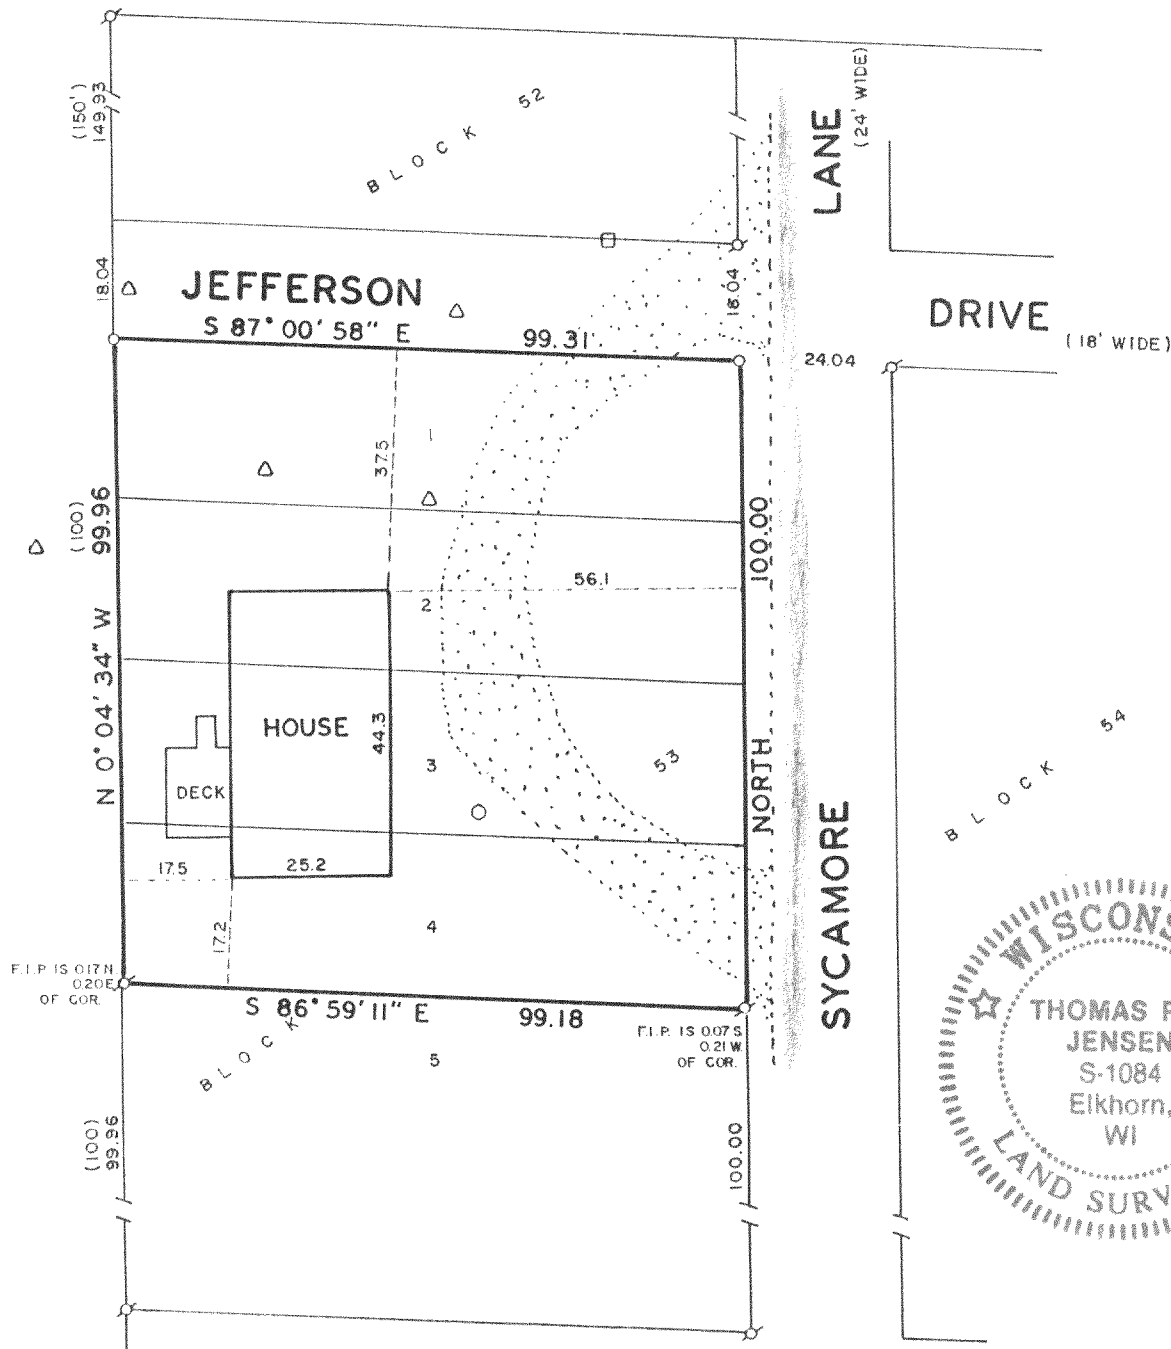 (150')
149.93
BLOCK 52
LANE
(24' WIDE)
18.04
JEFFERSON
18.04
DRIVE
(18' WIDE)
S 87° 00' 58" E 99.31
24.04
1
37.5
(100)
99.96
100.00
56.1
2
N 0° 04' 34" W
HOUSE
44.3
3
53
DECK
NORTH
BLOCK 54
17.5
25.2
SYCAMORE
17.2
4
F.I.P. IS 0.17 N
0.20 E
OF COR.
S 86° 59' 11" E 99.18
F.I.P. IS 0.07 S
0.21 W
OF COR.
BLOCK
5
(100)
99.96
100.00
WISCONS
THOMAS
JENSEN
S-1084
Elkhorn,
WI
LAND SURV